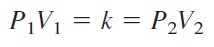 P₁V₁ = k = P₂V₂